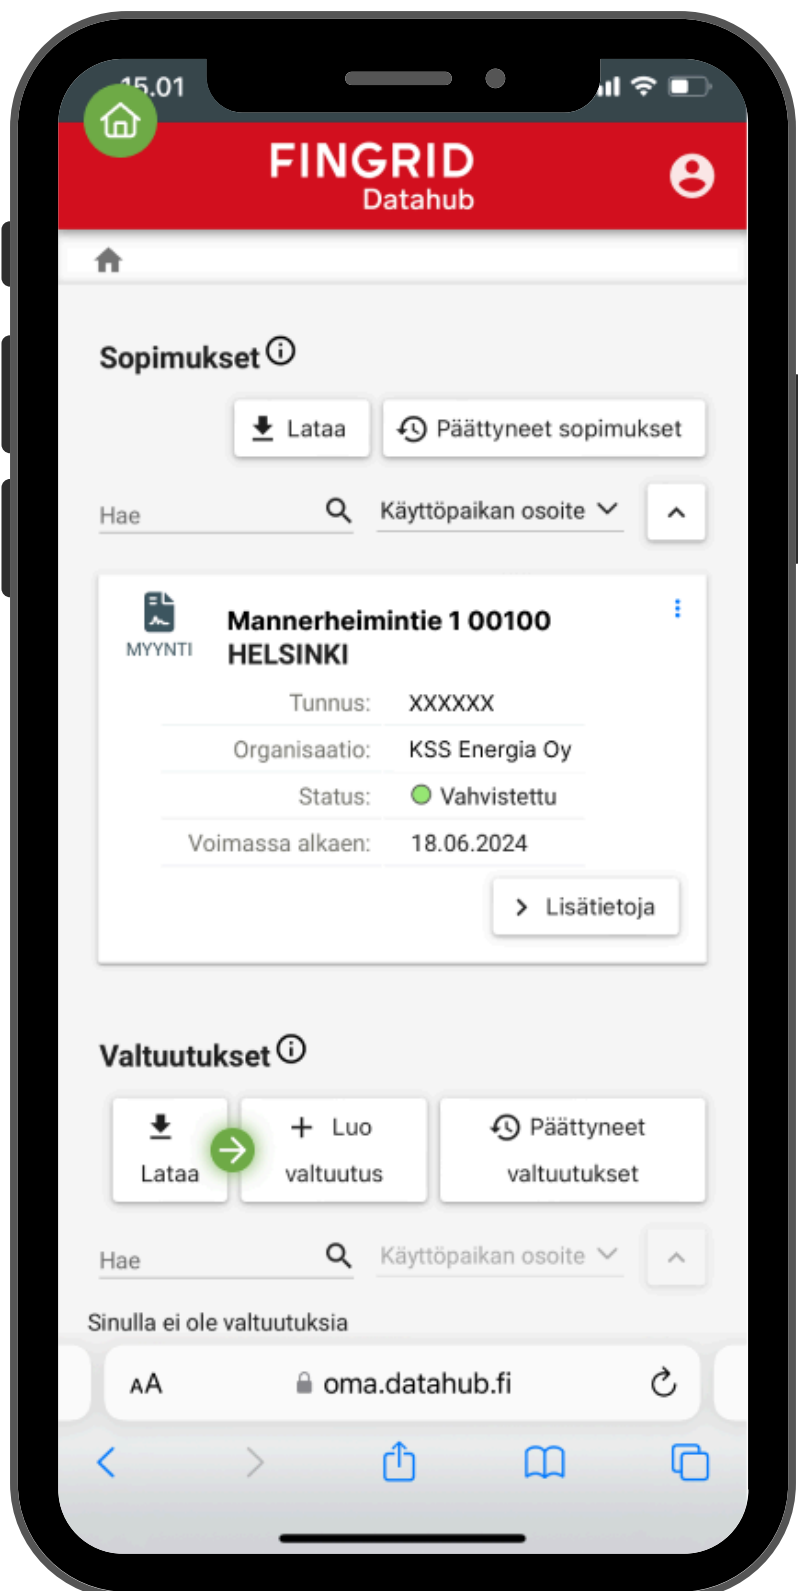 15.01
FINGRID
Datahub
Sopimukset
Lataa
Päättyneet sopimukset
Hae
Käyttöpaikan osoite
MYYNTI
Mannerheimintie 1 00100
HELSINKI
Tunnus: XXXXXX
Organisaatio: KSS Energia Oy
Status: Vahvistettu
Voimassa alkaen: 18.06.2024
Lisätietoja
Valtuutukset
Lataa
+ Luo
valtuutus
Päättyneet
valtuutukset
Hae
Käyttöpaikan osoite
Sinulla ei ole valtuutuksia
AA
oma.datahub.fi